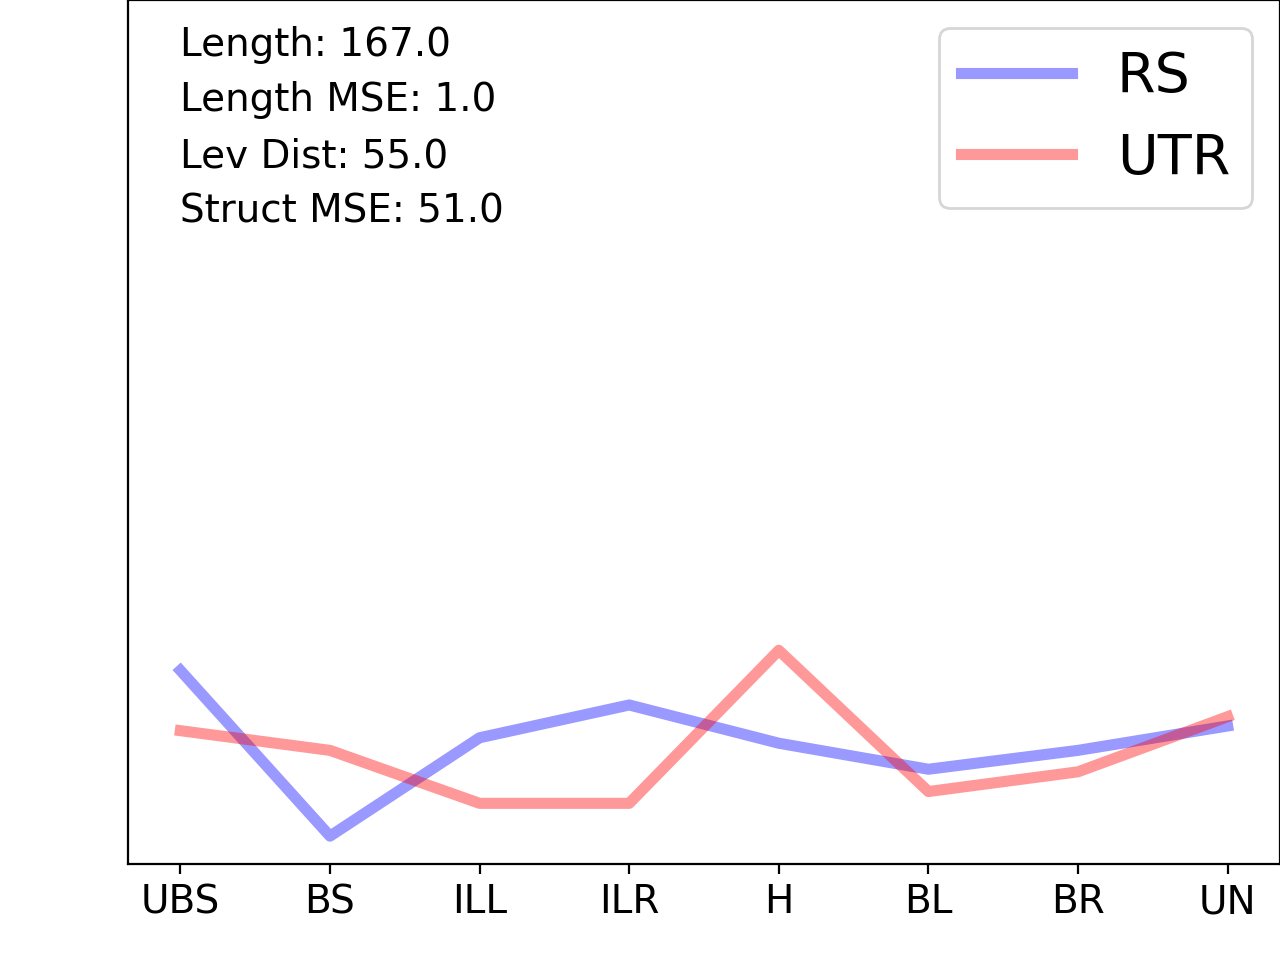 Length: 167.0
Length MSE: 1.0
Lev Dist: 55.0
Struct MSE: 51.0
RS
UTR
UBS BS ILL ILR H BL BR UN